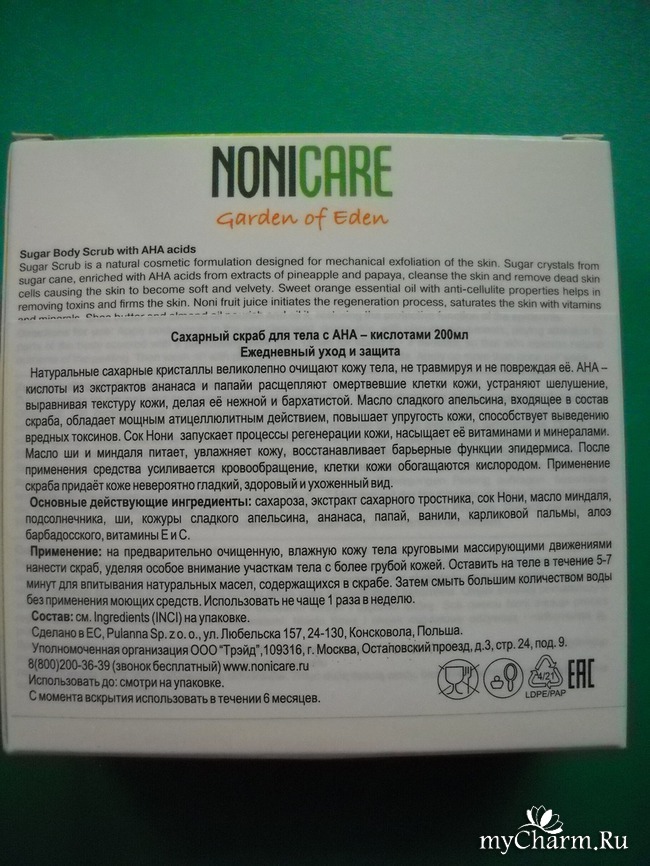 NONICARE
Garden of Eden
Sugar Body Scrub with AHA acids
Sugar Scrub is a natural cosmetic formulation designed for mechanical exfoliation of the skin. Sugar crystals from
sugar cane, enriched with AHA acids from extracts of pineapple and papaya, cleanse the skin and remove dead skin
cells causing the skin to become soft and velvety. Sweet orange essential oil with anti-cellulite properties helps in
removing toxins and firms the skin. Noni fruit juice initiates the regeneration process, saturates the skin with vitamins
Сахарный скраб для тела с АНА – кислотами 200мл
Ежедневный уход и защита
Натуральные сахарные кристаллы великолепно очищают кожу тела, не травмируя и не повреждая её. АНА –
кислоты из экстрактов ананаса и папайи расщепляют омертвевшие клетки кожи, устраняют шелушение,
выравнивая текстуру кожи, делая её нежной и бархатистой. Масло сладкого апельсина, входящее в состав
скраба, обладает мощным атицеллюлитным действием, повышает упругость кожи, способствует выведению
вредных токсинов. Сок Нони запускает процессы регенерации кожи, насыщает её витаминами и минералами.
Масло ши и миндаля питает, увлажняет кожу, восстанавливает барьерные функции эпидермиса. После
применения средства усиливается кровообращение, клетки кожи обогащаются кислородом. Применение
скраба придаёт коже невероятно гладкий, здоровый и ухоженный вид.
Основные действующие ингредиенты: сахароза, экстракт сахарного тростника, сок Нони, масло миндаля,
подсолнечника, ши, кожуры сладкого апельсина, ананаса, папай, ванили, карликовой пальмы, алоэ
барбадосского, витамины Е и С.
Применение: на предварительно очищенную, влажную кожу тела круговыми массирующими движениями
нанести скраб, уделяя особое внимание участкам тела с более грубой кожей. Оставить на теле в течение 5-7
минут для впитывания натуральных масел, содержащихся в скрабе. Затем смыть большим количеством воды
без применения моющих средств. Использовать не чаще 1 раза в неделю.
Состав: см. Ingredients (INCI) на упаковке.
Сделано в ЕС, Pulanna Sp. z o. o., ул. Любельска 157, 24-130, Консковола, Польша.
Уполномоченная организация ООО "Трэйд",109316, г. Москва, Остаповский проезд, д.3, стр. 24, под. 9.
8(800)200-36-39 (звонок бесплатный) www.nonicare.ru
Использовать до: смотри на упаковке.
С момента вскрытия использовать в течении 6 месяцев.
4/21
LDPE/PAP
EAC
myCharm.Ru